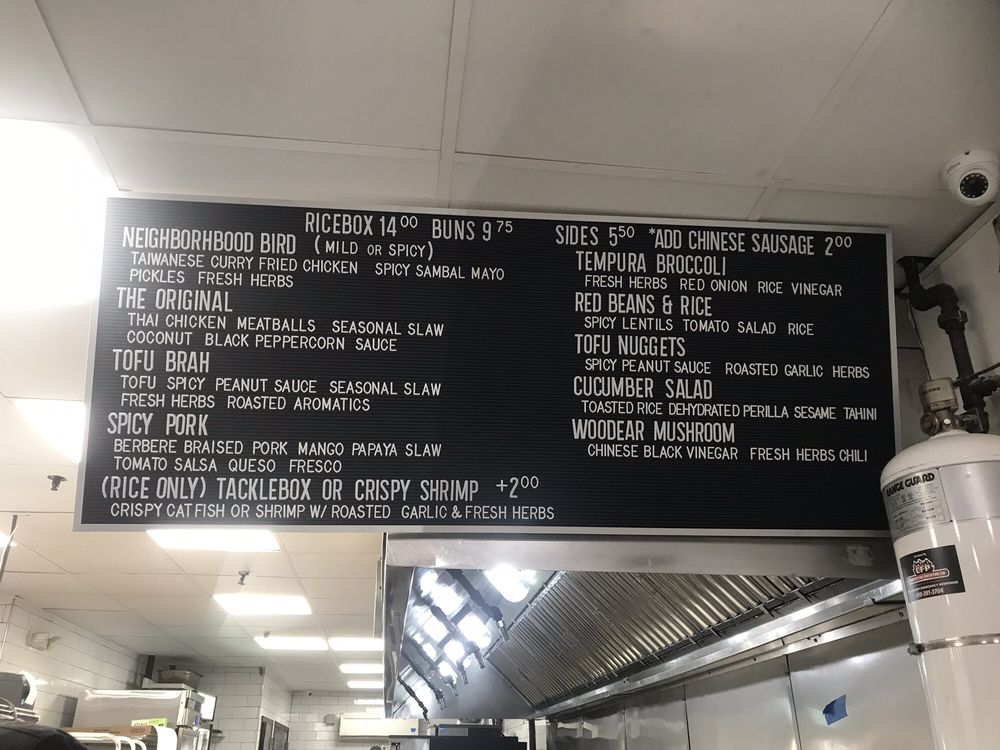 RICEBOX 14 00 BUNS 9 75
NEIGHBORHBOOD BIRD (MILD OR SPICY)
TAIWANESE CURRY FRIED CHICKEN SPICY SAMBAL MAYO
PICKLES FRESH HERBS
THE ORIGINAL
THAI CHICKEN MEATBALLS SEASONAL SLAW
COCONUT BLACK PEPPERCORN SAUCE
TOFU BRAH
TOFU SPICY PEANUT SAUCE SEASONAL SLAW
FRESH HERBS ROASTED AROMATICS
SPICY PORK
BERBERE BRAISED PORK MANGO PAPAYA SLAW
TOMATO SALSA QUESO FRESCO
(RICE ONLY) TACKLEBOX OR CRISPY SHRIMP +2 00
CRISPY CATFISH OR SHRIMP W/ ROASTED GARLIC & FRESH HERBS
SIDES 5 50 *ADD CHINESE SAUSAGE 2 00
TEMPURA BROCCOLI
FRESH HERBS RED ONION RICE VINEGAR
RED BEANS & RICE
SPICY LENTILS TOMATO SALAD RICE
TOFU NUGGETS
SPICY PEANUT SAUCE ROASTED GARLIC HERBS
CUCUMBER SALAD
TOASTED RICE DEHYDRATED PERILLA SESAME TAHINI
WOODEAR MUSHROOM
CHINESE BLACK VINEGAR FRESH HERBS CHILI
RANGE GUARD